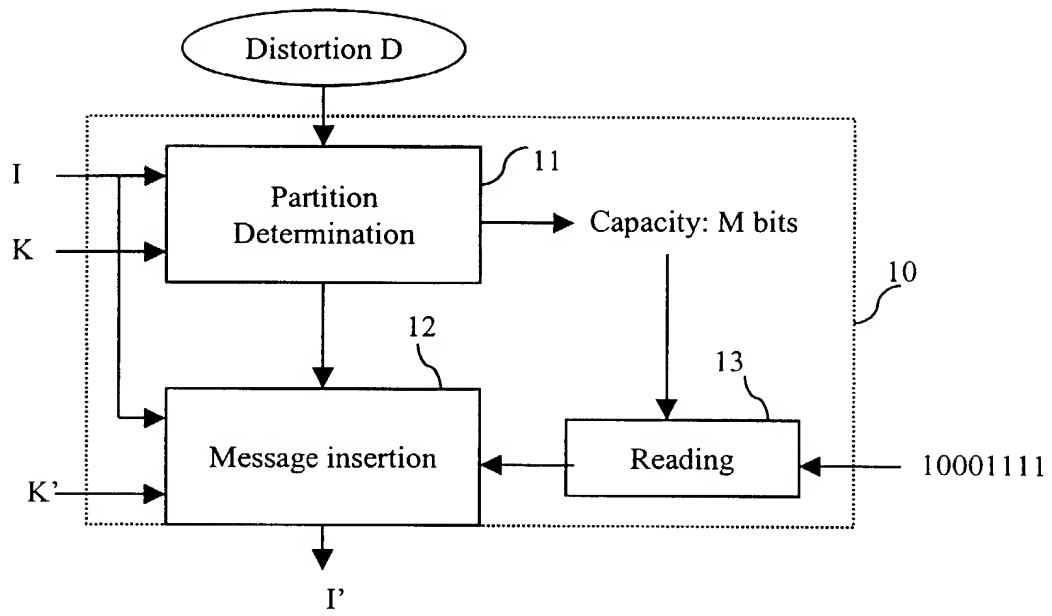 Distortion D
I
11
Partition
Determination
Capacity: M bits
K
10
12
13
Message insertion
Reading
10001111
K'
I'